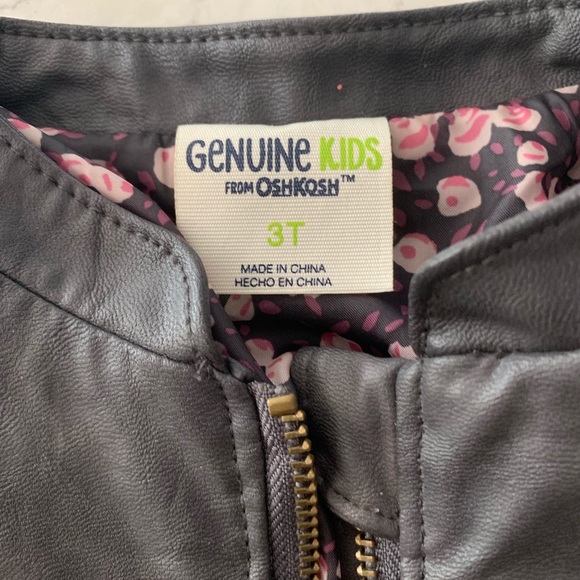 GENUINE KIDS
FROM OSHKOSH™
3T
MADE IN CHINA
HECHO EN CHINA